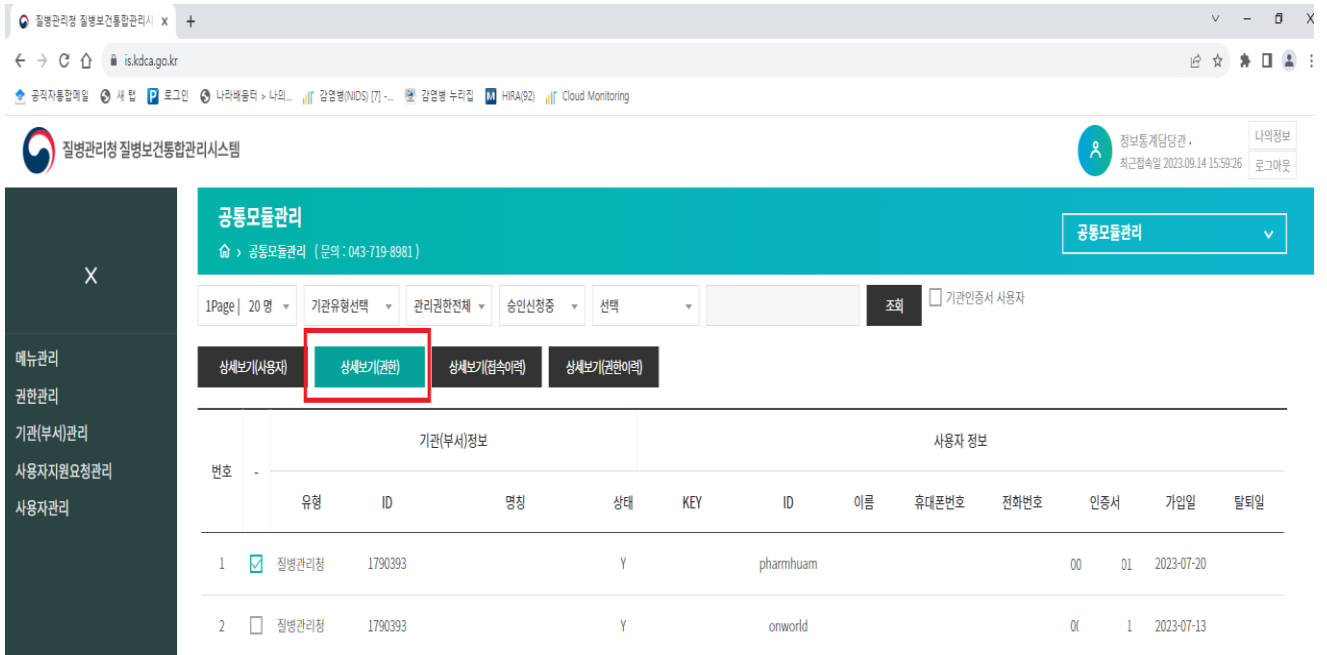 질병관리청 질병보건통합관리시 x +
is.kdca.go.kr
공직자통합메일 새 탭 로그인 나라배움터 > 나의... 감염병(NIDS) [7] -... 감염병 누리집 HIRA(92) Cloud Monitoring
질병관리청 질병보건통합관리시스템
정보통계담당관
나의정보
최근접속일 2023.09.14 15:59:26
로그아웃
공통모듈관리
공통모듈관리 ( 문의 : 043-719-8981 )
공통모듈관리
X
1Page | 20 명 기관유형선택 관리권한전체 승인신청중 선택 조회 기관인증서 사용자
상세보기(사용자) 상세보기(권한) 상세보기(접속이력) 상세보기(권한이력)
메뉴관리
권한관리
기관(부서)관리
사용자지원요청관리
사용자관리
번호 - 기관(부서)정보 사용자 정보
유형 ID 명칭 상태 KEY ID 이름 휴대폰번호 전화번호 인증서 가입일 탈퇴일
1 질병관리청 1790393 Y pharmhuam 00 01 2023-07-20
2 질병관리청 1790393 Y onworld 1 2023-07-13